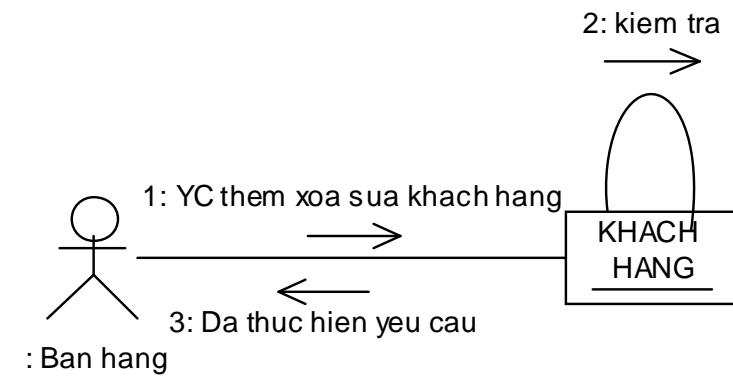 2: kiem tra
1: YC them xoa sua khach hang
KHACH
HANG
3: Da thuc hien yeu cau
: Ban hang